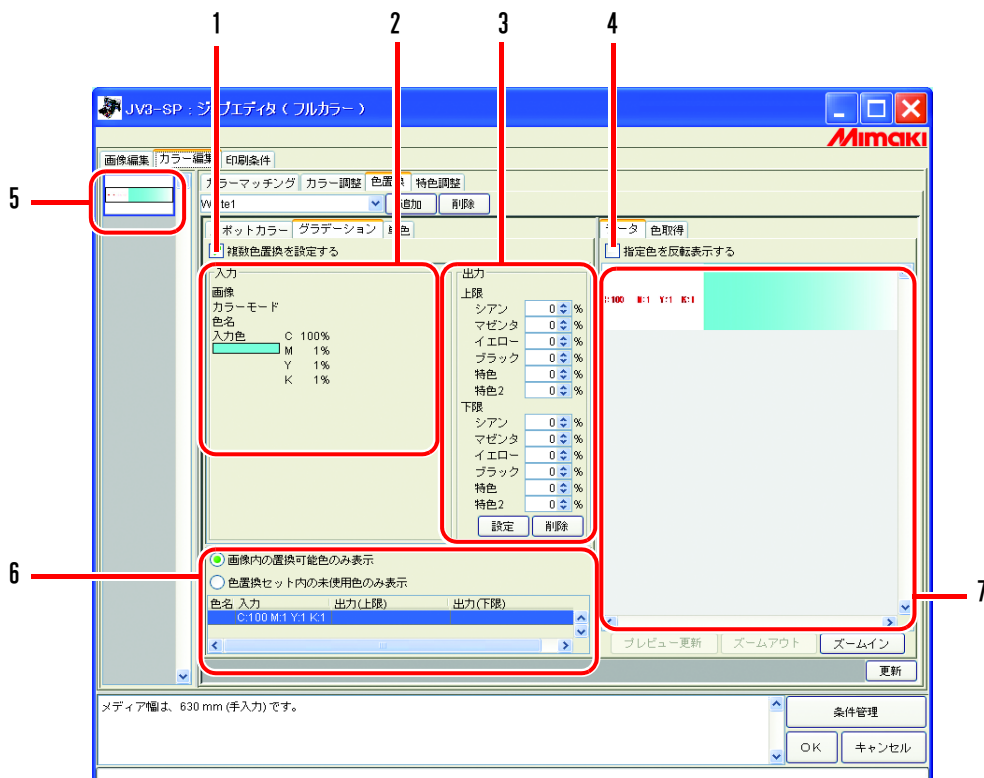 1 2 3 4
JV3-SP : ジョブエディタ ( フルカラー )
Mimaki
画像編集 カラー編集 印刷条件
5
カラーマッチング カラー調整 色置換 特色調整
追加 削除
スポットカラー グラデーション 単色
データ 色取得
複数色置換を設定する
指定色を反転表示する
入力
画像
カラーモード
色名
入力色 C 100%
M 1%
Y 1%
K 1%
出力
上限
シアン 0 %
マゼンタ 0 %
イエロー 0 %
ブラック 0 %
特色 0 %
特色2 0 %
下限
シアン 0 %
マゼンタ 0 %
イエロー 0 %
ブラック 0 %
特色 0 %
特色2 0 %
設定 削除
C:100 M:1 Y:1 K:1
6
画像内の置換可能色のみ表示
色置換セット内の未使用色のみ表示
色名 入力 出力(上限) 出力(下限)
C:100 M:1 Y:1 K:1
7
プレビュー更新 ズームアウト ズームイン
更新
メディア幅は、630 mm (手入力) です。
条件管理
OK キャンセル